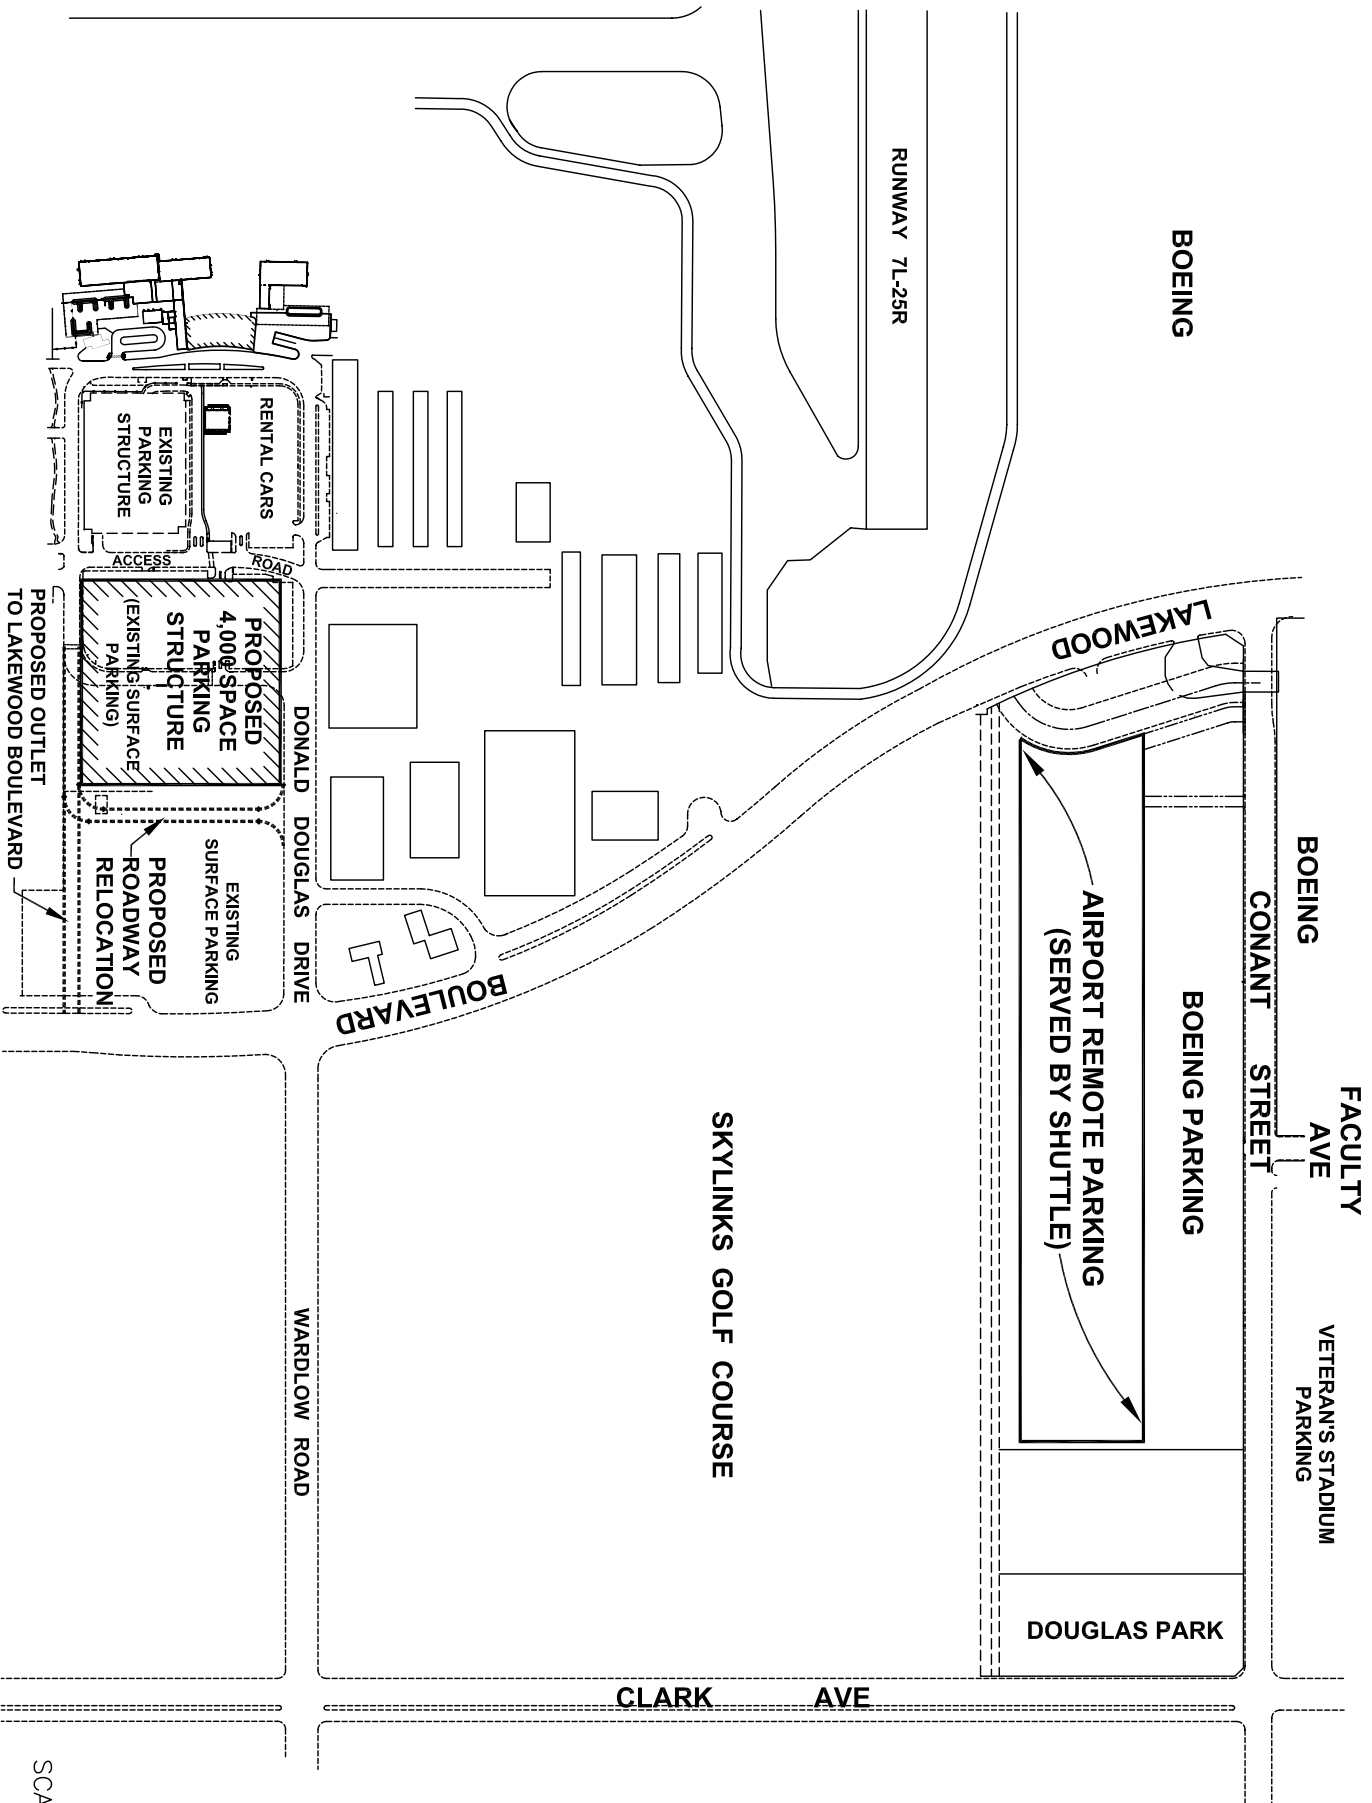 BOEING
RUNWAY 7L-25R
LAKEWOOD
BOULEVARD
BOEING
CONANT STREET
FACULTY
AVE
BOEING PARKING
AIRPORT REMOTE PARKING
(SERVED BY SHUTTLE)
VETERAN'S STADIUM
PARKING
DOUGLAS PARK
SKYLINKS GOLF COURSE
CLARK AVE
WARDLOW ROAD
DONALD DOUGLAS DRIVE
RENTAL CARS
EXISTING
PARKING
STRUCTURE
ACCESS ROAD
PROPOSED
4,000 SPACE
PARKING
STRUCTURE
(EXISTING SURFACE
PARKING)
EXISTING
SURFACE PARKING
PROPOSED
ROADWAY
RELOCATION
PROPOSED OUTLET
TO LAKEWOOD BOULEVARD
SCA